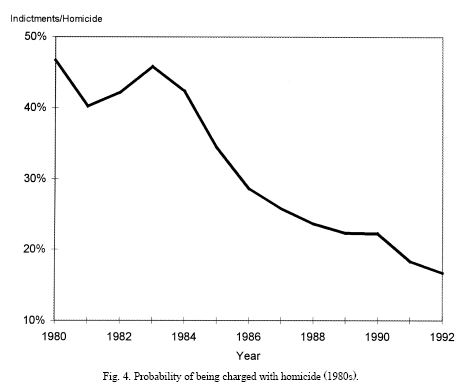 Indictments/Homicide
50%
40%
30%
20%
10%
1980 1982 1984 1986 1988 1990 1992
Year
Fig. 4. Probability of being charged with homicide (1980s).